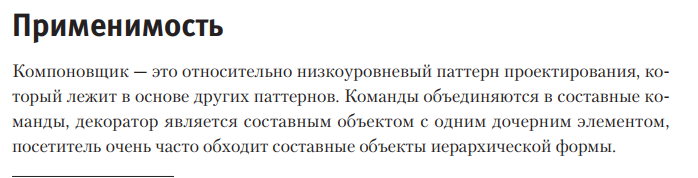 Применимость
Компоновщик — это относительно низкоуровневый паттерн проектирования, ко-
торый лежит в основе других паттернов. Команды объединяются в составные ко-
манды, декоратор является составным объектом с одним дочерним элементом,
посетитель очень часто обходит составные объекты иерархической формы.